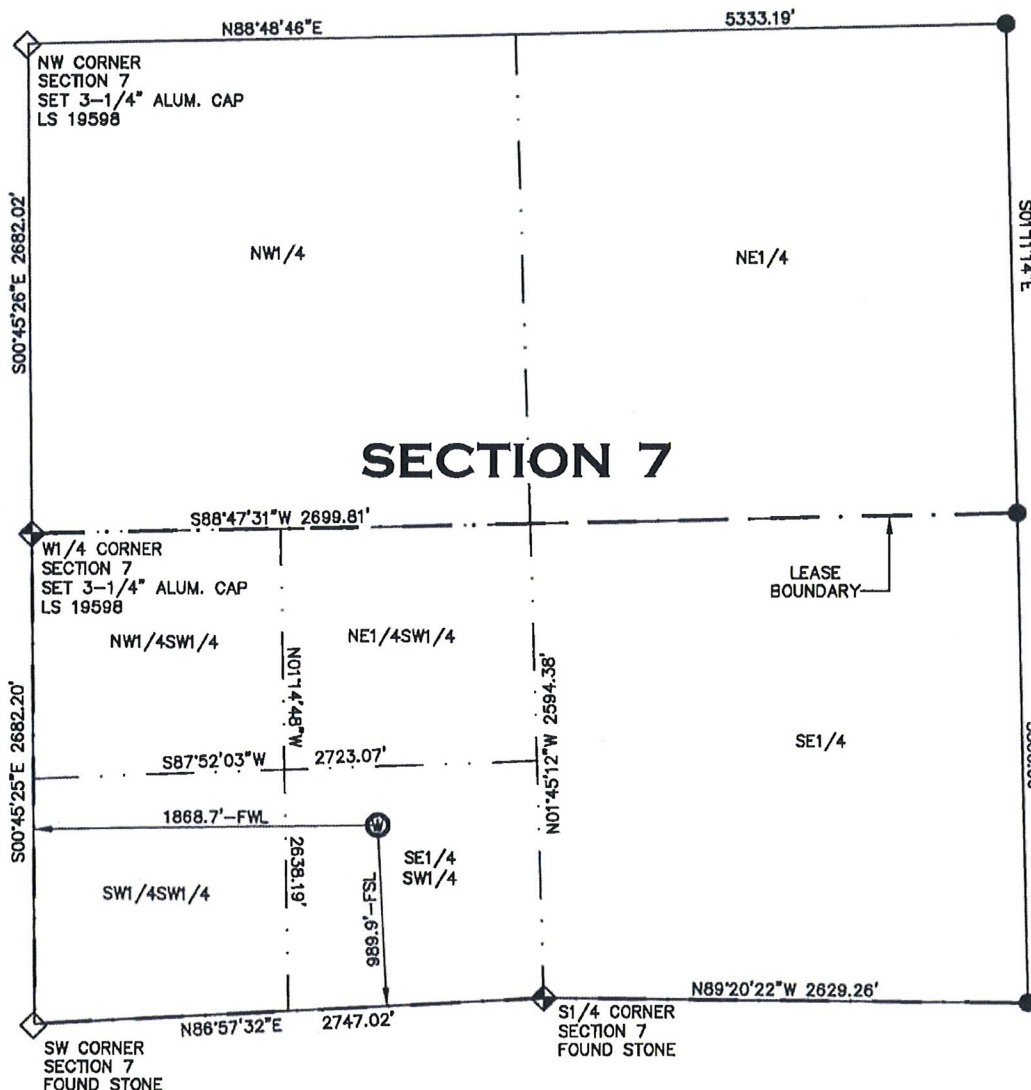 N88°48'46"E
5333.19'
NW CORNER
SECTION 7
SET 3-1/4" ALUM. CAP
LS 19598
S00°45'26"E 2682.02'
NW1/4
NE1/4
S01°11'14"E
SECTION 7
S88°47'31"W 2699.81'
W1/4 CORNER
SECTION 7
SET 3-1/4" ALUM. CAP
LS 19598
LEASE
BOUNDARY
NW1/4SW1/4
NE1/4SW1/4
N01°14'48"W
2638.19'
N01°45'12"W 2594.38'
S00°45'25"E 2682.20'
S87°52'03"W
2723.07'
SE1/4
1868.7'-FWL
W
SE1/4
SW1/4
SW1/4SW1/4
989.9'-FSL
N89°20'22"W 2629.26'
N86°57'32"E
2747.02'
S1/4 CORNER
SECTION 7
FOUND STONE
SW CORNER
SECTION 7
FOUND STONE